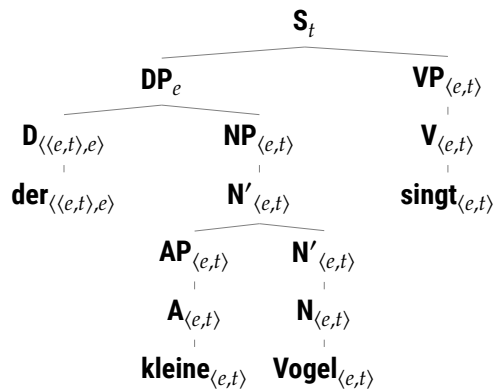 S_t
DP_e VP_⟨e,t⟩
D_⟨⟨e,t⟩,e⟩ NP_⟨e,t⟩ V_⟨e,t⟩
der_⟨⟨e,t⟩,e⟩ N′_⟨e,t⟩ singt_⟨e,t⟩
AP_⟨e,t⟩ N′_⟨e,t⟩
A_⟨e,t⟩ N_⟨e,t⟩
kleine_⟨e,t⟩ Vogel_⟨e,t⟩